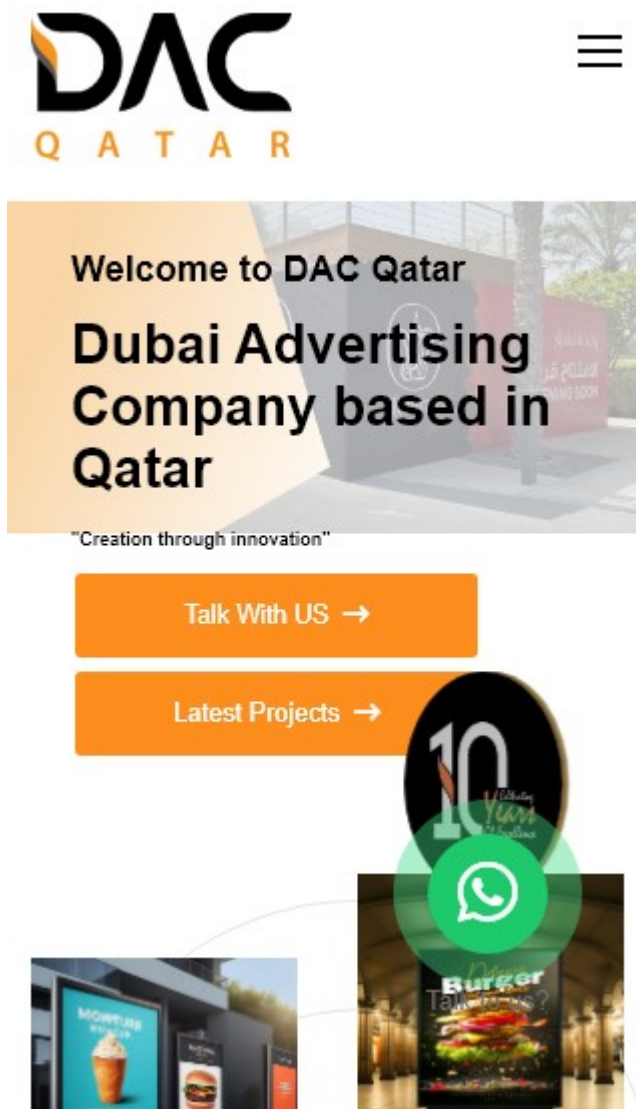 DAC
QATAR
Welcome to DAC Qatar
Dubai Advertising
Company based in
Qatar
"Creation through innovation"
Talk With US →
Latest Projects →
10
Years
Burger
Talk to us?